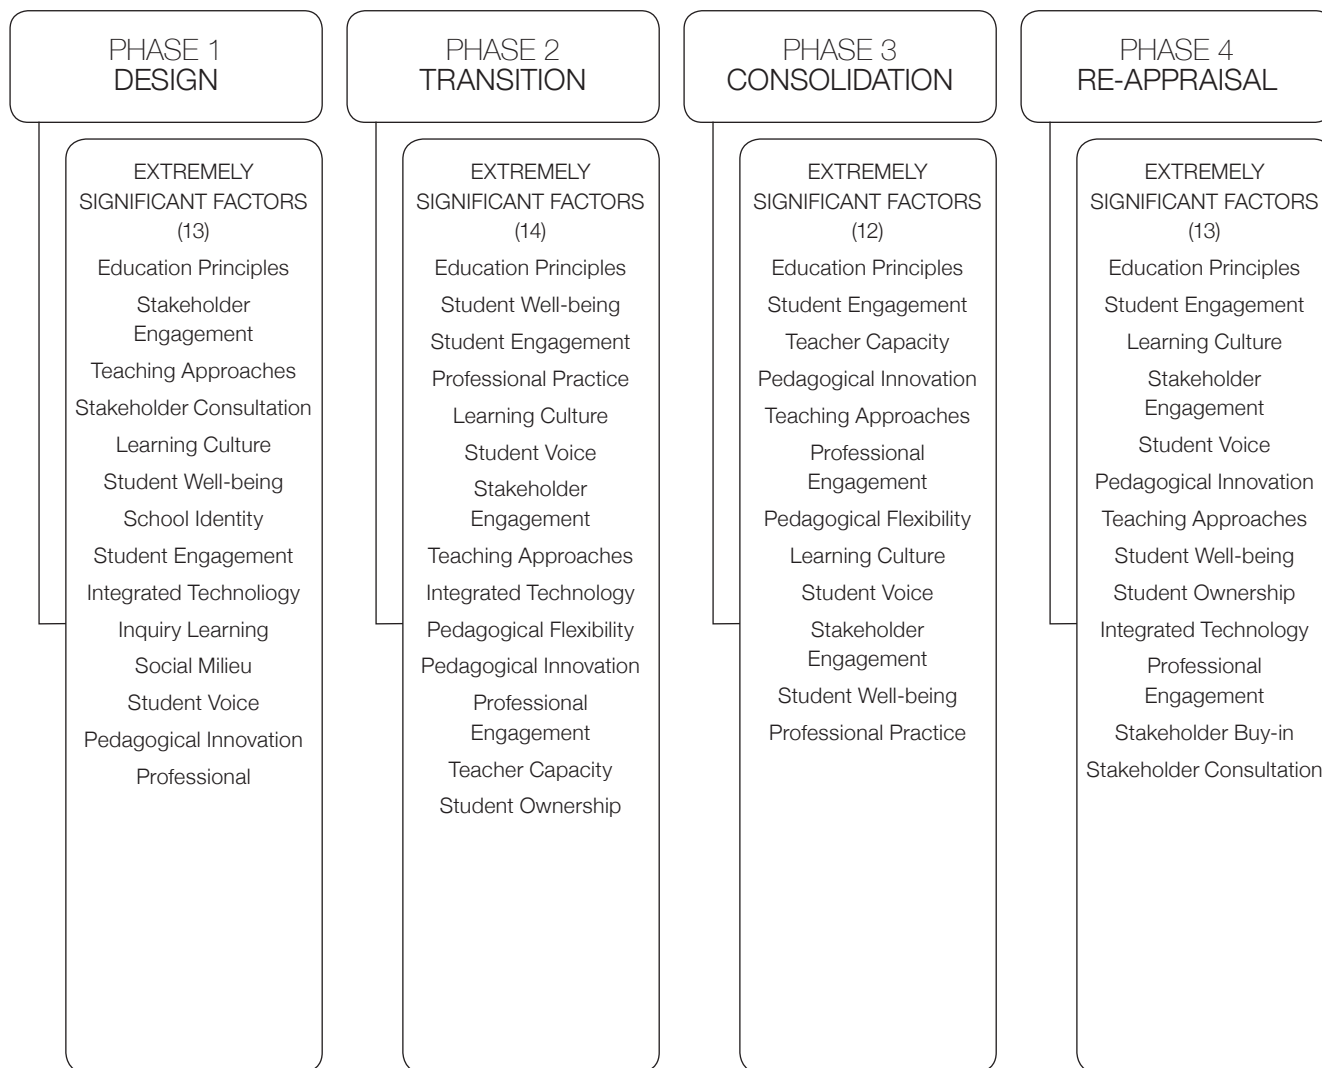 PHASE 1
DESIGN
EXTREMELY
SIGNIFICANT FACTORS
(13)
Education Principles
Stakeholder
Engagement
Teaching Approaches
Stakeholder Consultation
Learning Culture
Student Well-being
School Identity
Student Engagement
Integrated Technoliogy
Inquiry Learning
Social Milieu
Student Voice
Pedagogical Innovation
Professional
PHASE 2
TRANSITION
EXTREMELY
SIGNIFICANT FACTORS
(14)
Education Principles
Student Well-being
Student Engagement
Professional Practice
Learning Culture
Student Voice
Stakeholder
Engagement
Teaching Approaches
Integrated Technology
Pedagogical Flexibility
Pedagogical Innovation
Professional
Engagement
Teacher Capacity
Student Ownership
PHASE 3
CONSOLIDATION
EXTREMELY
SIGNIFICANT FACTORS
(12)
Education Principles
Student Engagement
Teacher Capacity
Pedagogical Innovation
Teaching Approaches
Professional
Engagement
Pedagogical Flexibility
Learning Culture
Student Voice
Stakeholder
Engagement
Student Well-being
Professional Practice
PHASE 4
RE-APPRAISAL
EXTREMELY
SIGNIFICANT FACTORS
(13)
Education Principles
Student Engagement
Learning Culture
Stakeholder
Engagement
Student Voice
Pedagogical Innovation
Teaching Approaches
Student Well-being
Student Ownership
Integrated Technology
Professional
Engagement
Stakeholder Buy-in
Stakeholder Consultation